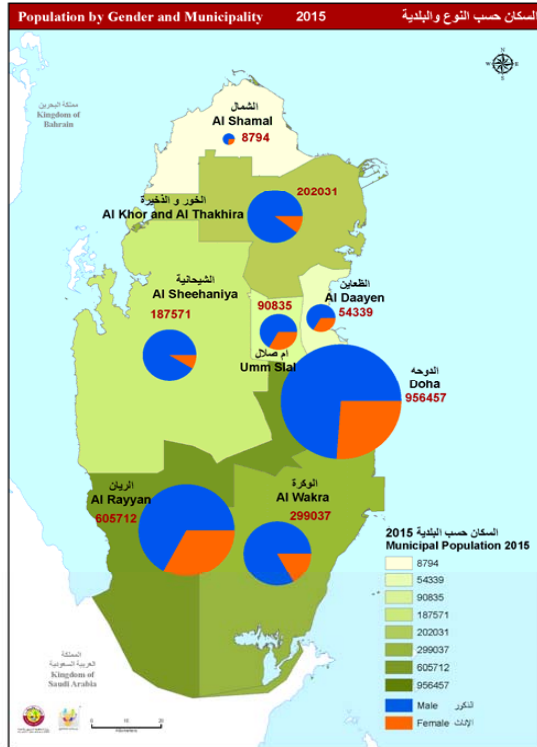 Population by Gender and Municipality 2015 السكان حسب النوع والبلدية
N
W E
S
مملكة البحرين
Kingdom of
Bahrain
الشمال
Al Shamal
8794
202031
الخور و الذخيرة
Al Khor and Al Thakhira
الشيحانية
Al Sheehaniya
187571
90835
ام صلال
Umm Slal
الظعاين
Al Daayen
54339
الدوحه
Doha
956457
الريان
Al Rayyan
605712
الوكرة
Al Wakra
299037
السكان حسب البلدية 2015
Municipal Population 2015
8794
54339
90835
187571
202031
299037
605712
956457
Male الذكور
Female الإناث
المملكة
العربية السعودية
Kingdom of
Saudi Arabia
0 10 20
Kilometers